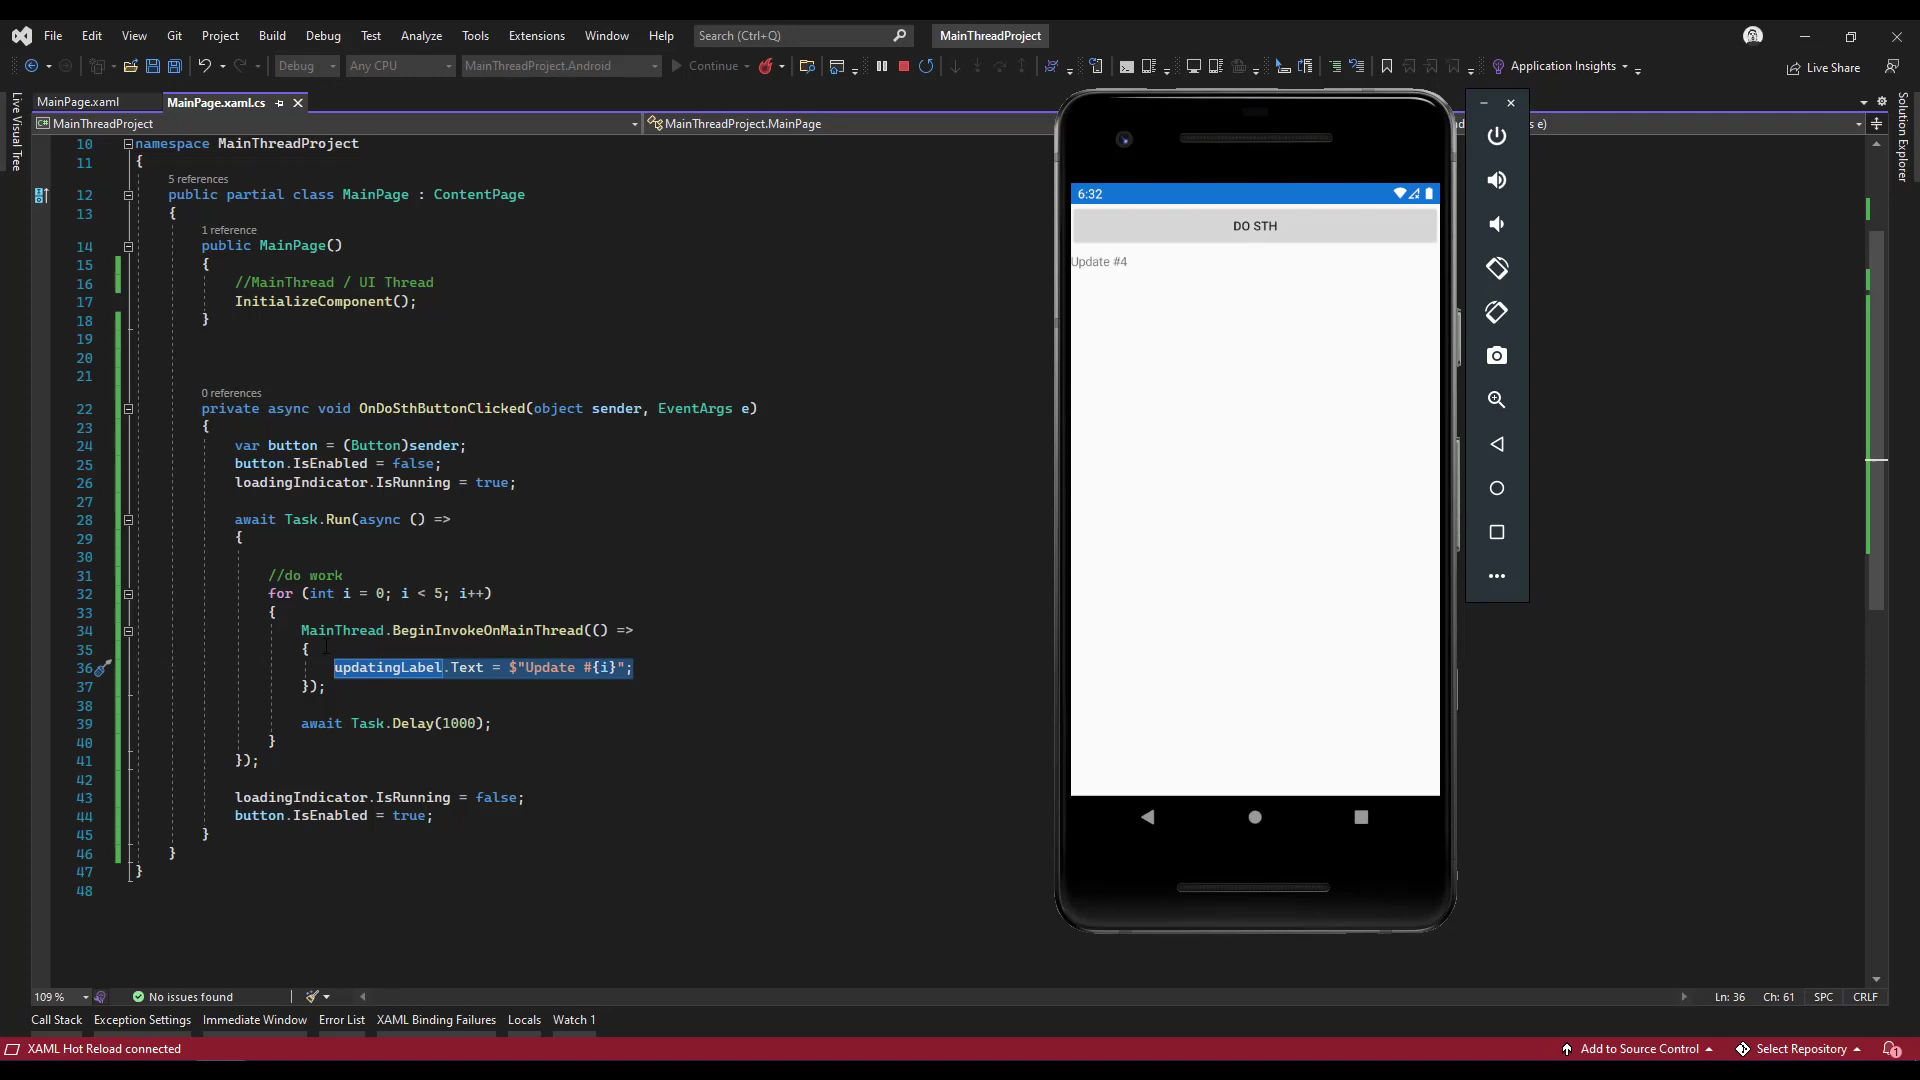 File Edit View Git Project Build Debug Test Analyze Tools Extensions Window Help Search (Ctrl+Q) MainThreadProject
Debug Any CPU MainThreadProject.Android Continue Application Insights Live Share
MainPage.xaml MainPage.xaml.cs
MainThreadProject MainThreadProject.MainPage s e)
Live Visual Tree
Solution Explorer
10 namespace MainThreadProject
11 {
5 references
12 public partial class MainPage : ContentPage
13 {
1 reference
14 public MainPage()
15 {
16 //MainThread / UI Thread
17 InitializeComponent();
18 }
19
20
21
0 references
22 private async void OnDoSthButtonClicked(object sender, EventArgs e)
23 {
24 var button = (Button)sender;
25 button.IsEnabled = false;
26 loadingIndicator.IsRunning = true;
27
28 await Task.Run(async () =>
29 {
30
31 //do work
32 for (int i = 0; i < 5; i++)
33 {
34 MainThread.BeginInvokeOnMainThread(() =>
35 {
36 updatingLabel.Text = $"Update #{i}";
37 });
38
39 await Task.Delay(1000);
40 }
41 });
42
43 loadingIndicator.IsRunning = false;
44 button.IsEnabled = true;
45 }
46 }
47 }
48
6:32
DO STH
Update #4
109 % No issues found Ln: 36 Ch: 61 SPC CRLF
Call Stack Exception Settings Immediate Window Error List XAML Binding Failures Locals Watch 1
XAML Hot Reload connected Add to Source Control Select Repository 1